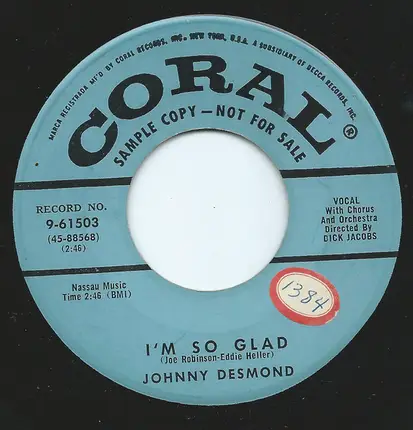 MARCA REGISTRADA MF'D BY CORAL RECORDS, INC. NEW YORK, U.S.A. A SUBSIDIARY OF DECCA RECORDS, INC.
CORAL®
SAMPLE COPY—NOT FOR SALE
RECORD NO.
9-61503
(45-88568)
(2:46)
VOCAL
With Chorus
And Orchestra
Directed By
DICK JACOBS
Nassau Music
Time 2:46 (BMI)
1384
I'M SO GLAD
(Joe Robinson-Eddie Heller)
JOHNNY DESMOND